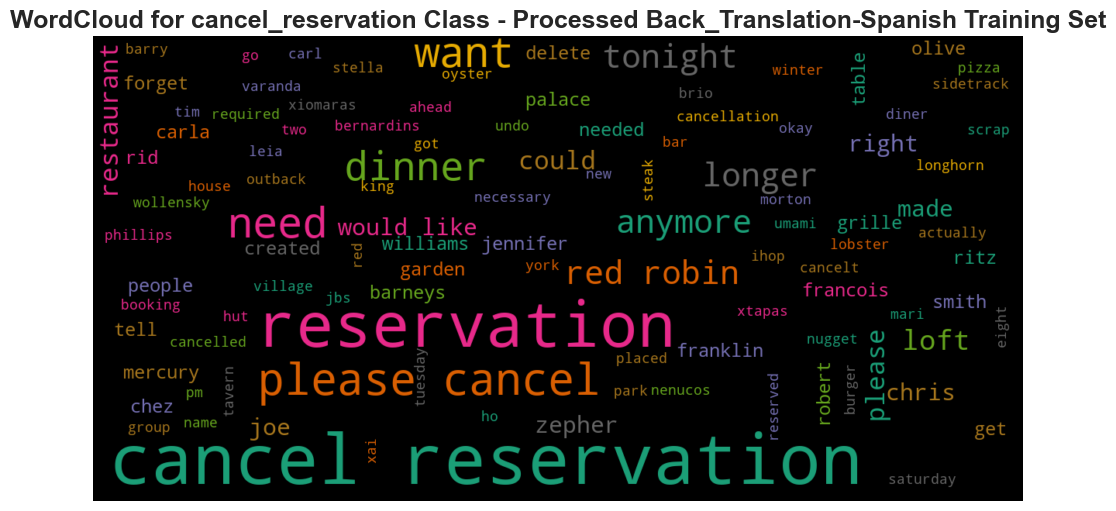 WordCloud for cancel_reservation Class - Processed Back_Translation-Spanish Training Set
barry
go
carl
want
delete
tonight
olive
restaurant
forget
stella
oyster
winter
table
pizza
sidetrack
varanda
xiomaras
palace
brio
tim
required
ahead
cancellation
diner
carla
two
bernardins
undo
needed
okay
scrap
rid
leia
got
dinner
could
bar
right
longhorn
house
outback
king
new
steak
longer
wollensky
necessary
morton
need
would like
anymore
umami
grille
made
phillips
created
red
williams
jennifer
actually
lobster
garden
york
red robin
ihop
cancelt
ritz
people
village
jbs
barneys
francois
smith
booking
hut
reservation
xtapas
mari
eight
tell
cancelled
franklin
nugget
please
loft
mercury
tavern
please cancel
tuesday
placed
park
nenucos
reserved
robert
burger
chris
pm
chez
group
name
joe
ho
zepher
get
xai
cancel reservation
saturday